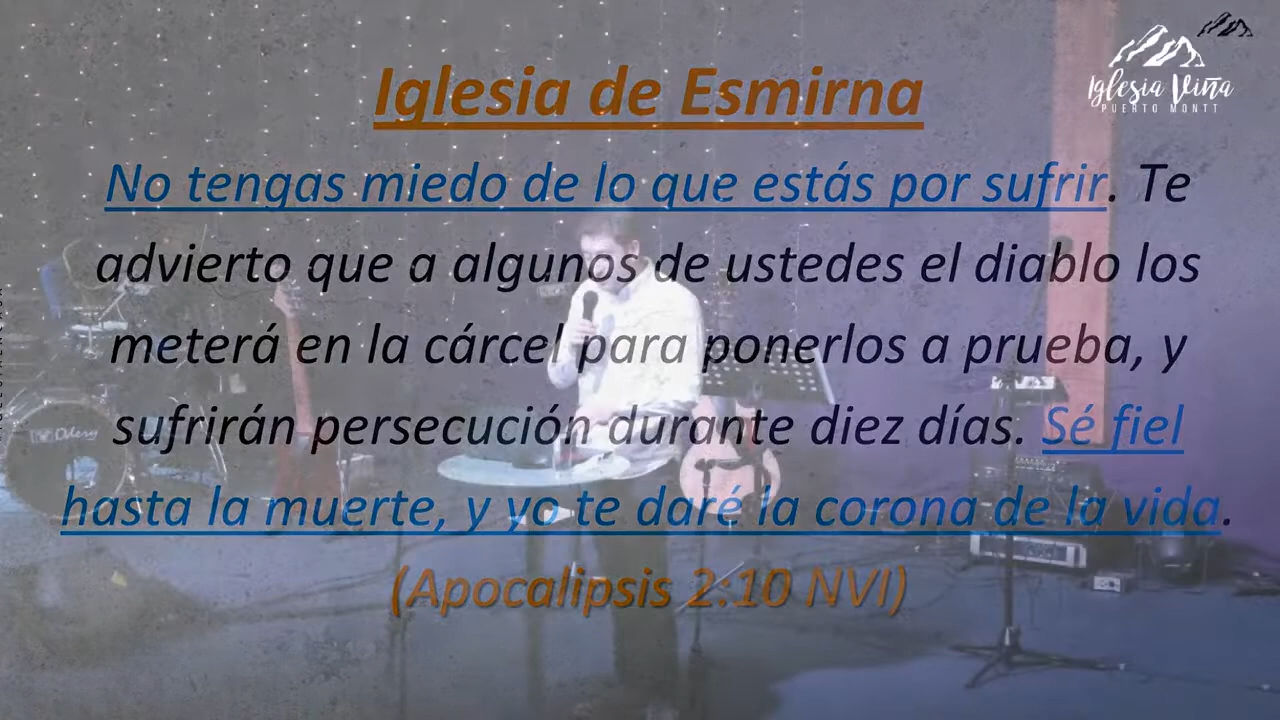 Iglesia Viña
PUERTO MONTT
Iglesia de Esmirna
No tengas miedo de lo que estás por sufrir. Te
advierto que a algunos de ustedes el diablo los
meterá en la cárcel para ponerlos a prueba, y
sufrirán persecución durante diez días. Sé fiel
hasta la muerte, y yo te daré la corona de la vida.
(Apocalipsis 2:10 NVI)